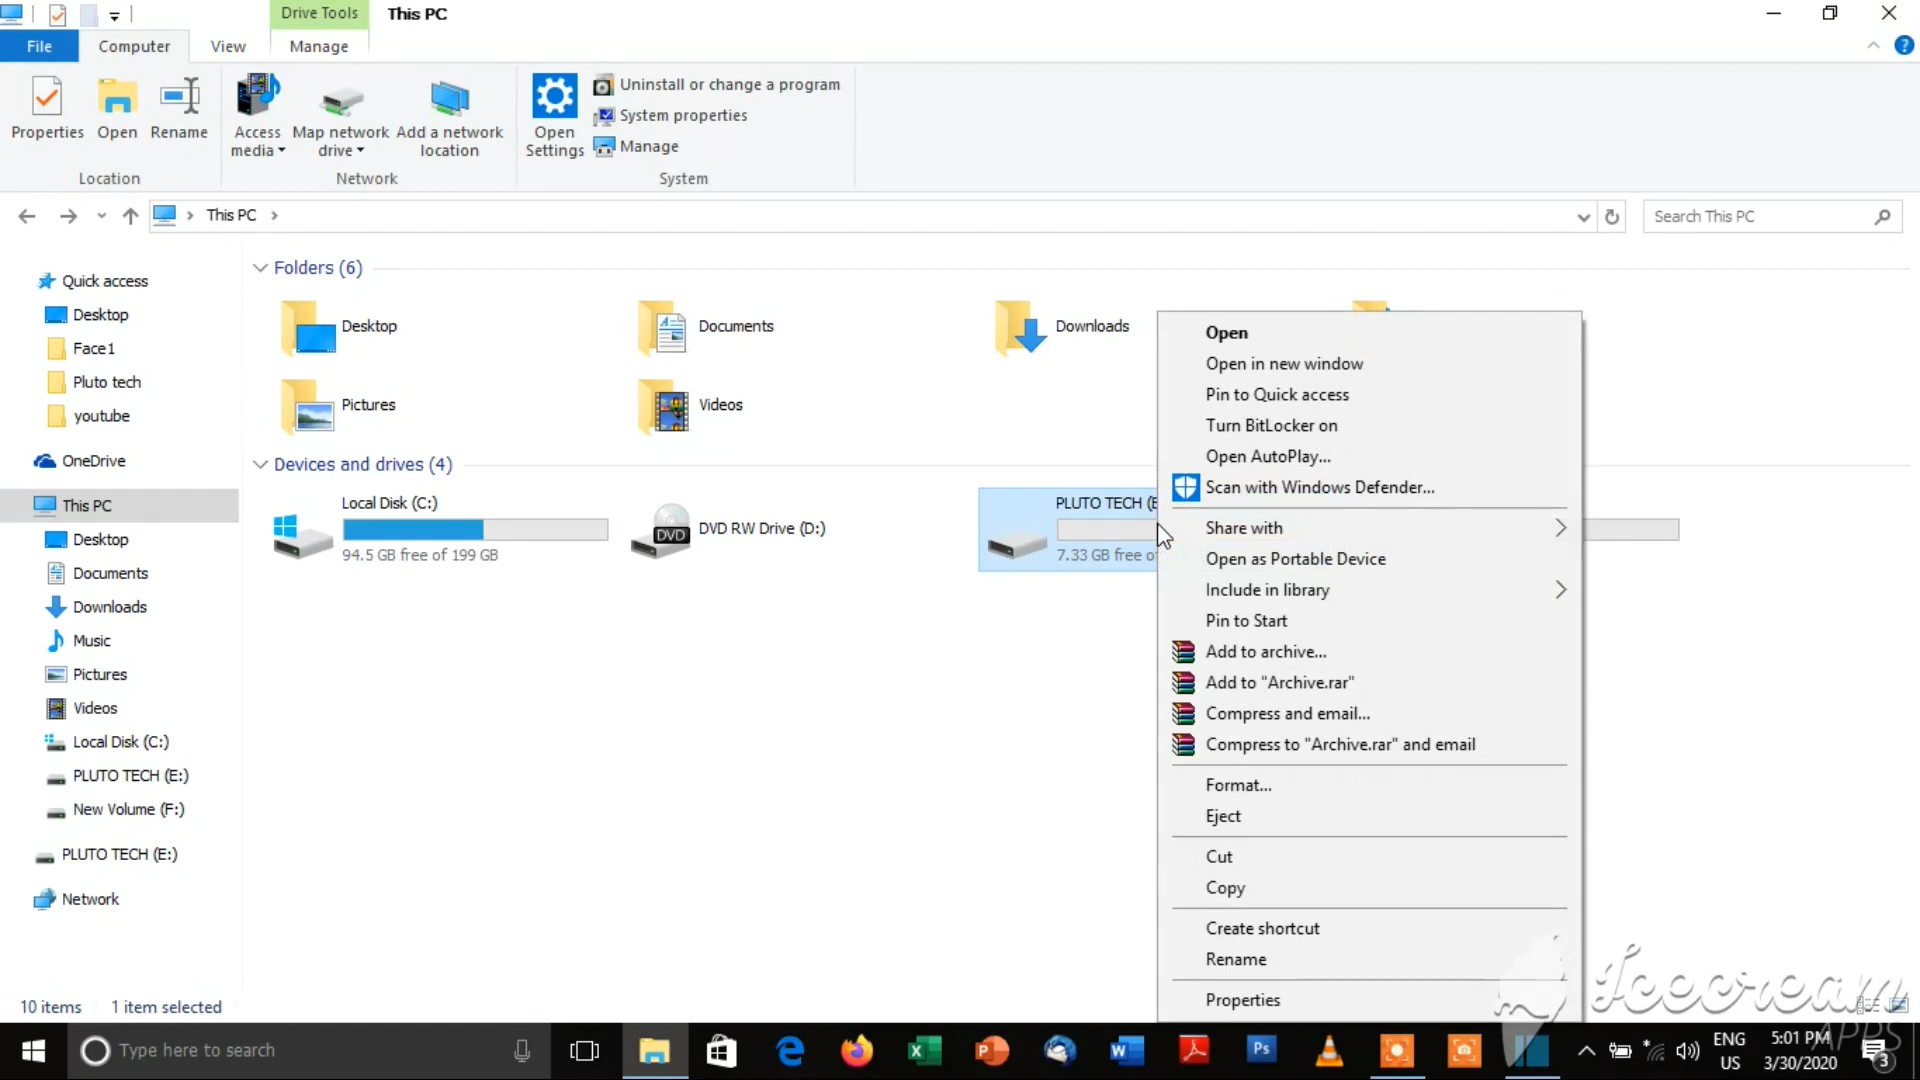 Drive Tools
This PC
File
Computer
View
Manage
Properties
Open
Rename
Access media
Map network drive
Add a network location
Open Settings
Uninstall or change a program
System properties
Manage
Location
Network
System
This PC
Search This PC
Quick access
Desktop
Face1
Pluto tech
youtube
OneDrive
This PC
Desktop
Documents
Downloads
Music
Pictures
Videos
Local Disk (C:)
PLUTO TECH (E:)
New Volume (F:)
PLUTO TECH (E:)
Network
Folders (6)
Desktop
Documents
Downloads
Pictures
Videos
Devices and drives (4)
Local Disk (C:)
94.5 GB free of 199 GB
DVD
DVD RW Drive (D:)
PLUTO TECH (E
7.33 GB free o
Open
Open in new window
Pin to Quick access
Turn BitLocker on
Open AutoPlay...
Scan with Windows Defender...
Share with
Open as Portable Device
Include in library
Pin to Start
Add to archive...
Add to "Archive.rar"
Compress and email...
Compress to "Archive.rar" and email
Format...
Eject
Cut
Copy
Create shortcut
Rename
Properties
10 items
1 item selected
Icecream
APPS
Type here to search
Ps
ENG
US
5:01 PM
3/30/2020
3